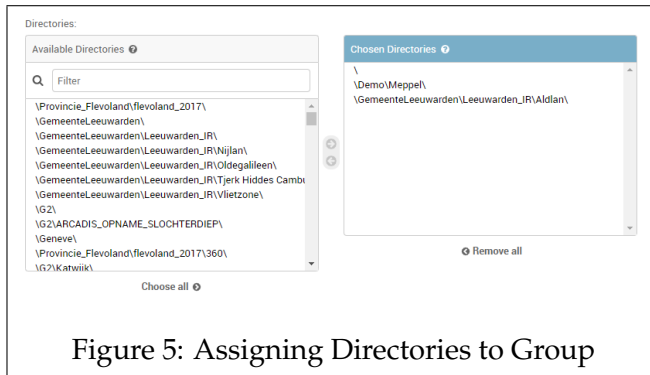 Directories:
Available Directories
Filter
\Provincie_Flevoland\flevoland_2017\
\GemeenteLeeuwarden\
\GemeenteLeeuwarden\Leeuwarden_IR\
\GemeenteLeeuwarden\Leeuwarden_IR\Nijlan\
\GemeenteLeeuwarden\Leeuwarden_IR\Oldegalileen\
\GemeenteLeeuwarden\Leeuwarden_IR\Tjerk Hiddes Cambu
\GemeenteLeeuwarden\Leeuwarden_IR\Vlietzone\
\G2\
\G2\ARCADIS_OPNAME_SLOCHTERDIEP\
\Geneve\
\Provincie_Flevoland\flevoland_2017\360\
\G2\Katwijk\
Choose all
Chosen Directories
\
\Demo\Meppel\
\GemeenteLeeuwarden\Leeuwarden_IR\Aldlan\
Remove all
Figure 5: Assigning Directories to Group